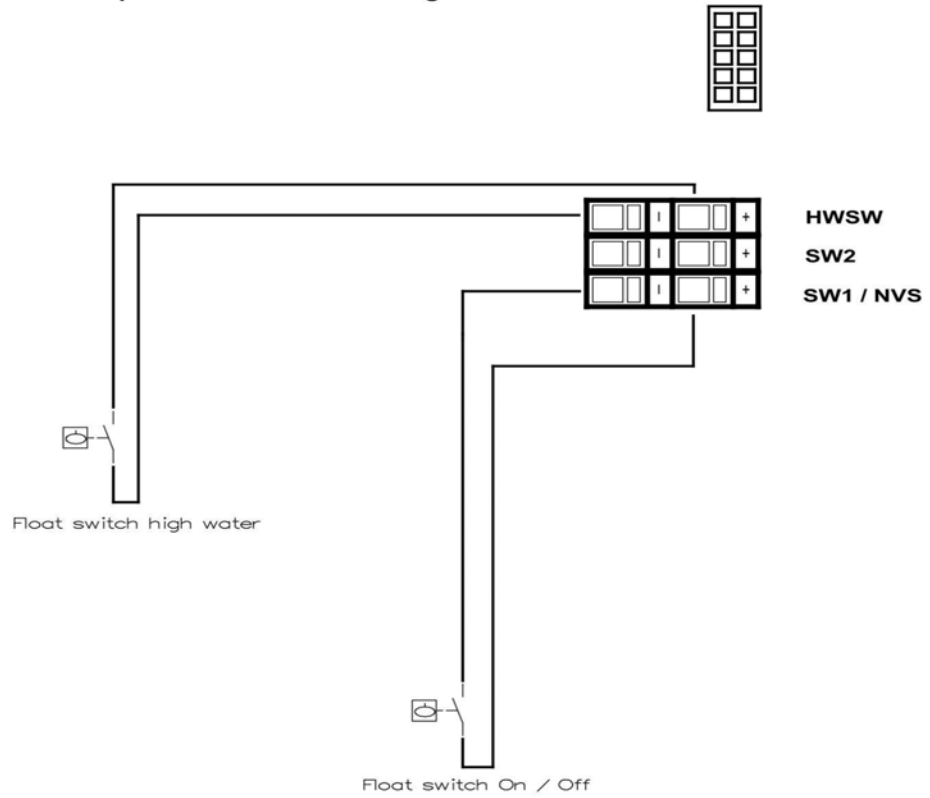 HWSW
SW2
SW1 / NVS
Float switch high water
Float switch On / Off